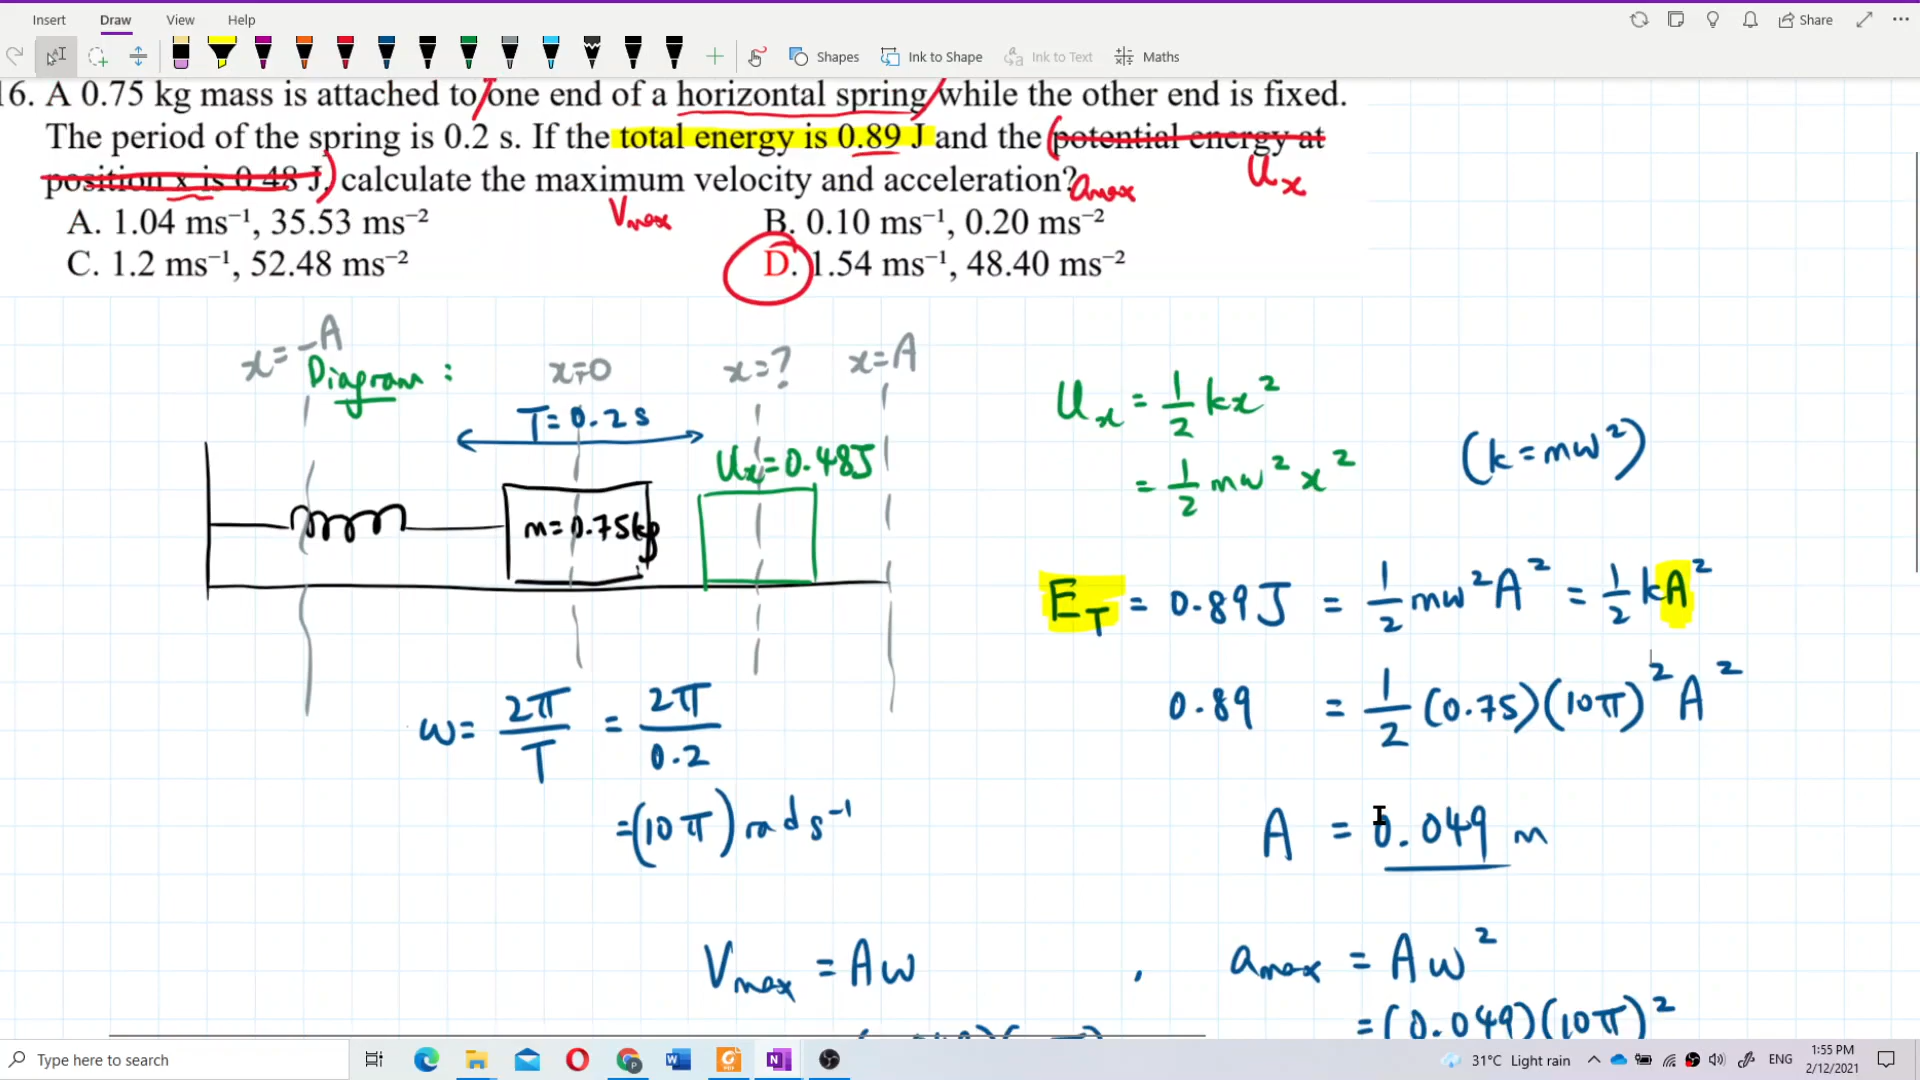 Insert Draw View Help
Share
Shapes Ink to Shape Ink to Text Maths
16. A 0.75 kg mass is attached to one end of a horizontal spring while the other end is fixed.
The period of the spring is 0.2 s. If the total energy is 0.89 J and the (potential energy at
position x is 0.48 J) calculate the maximum velocity and acceleration?
Ux
amax
Vmax
A. 1.04 ms⁻¹, 35.53 ms⁻² B. 0.10 ms⁻¹, 0.20 ms⁻²
C. 1.2 ms⁻¹, 52.48 ms⁻² D. 1.54 ms⁻¹, 48.40 ms⁻²
x=-A x=0 x=? x=A
Diagram :
T=0.2s
Ux=0.48J
m=0.75kg
ω= 2π/T = 2π/0.2
=(10π) rad s⁻¹
Ux = 1/2 kx²
= 1/2 mω² x²
(k=mω²)
ET = 0.89J = 1/2 mω²A² = 1/2 kA²
0.89 = 1/2 (0.75)(10π)² A²
A = 0.049 m
Vmax = Aω , amax = Aω²
=(0.049)(10π)²
Type here to search
31°C Light rain ENG 1:55 PM
2/12/2021